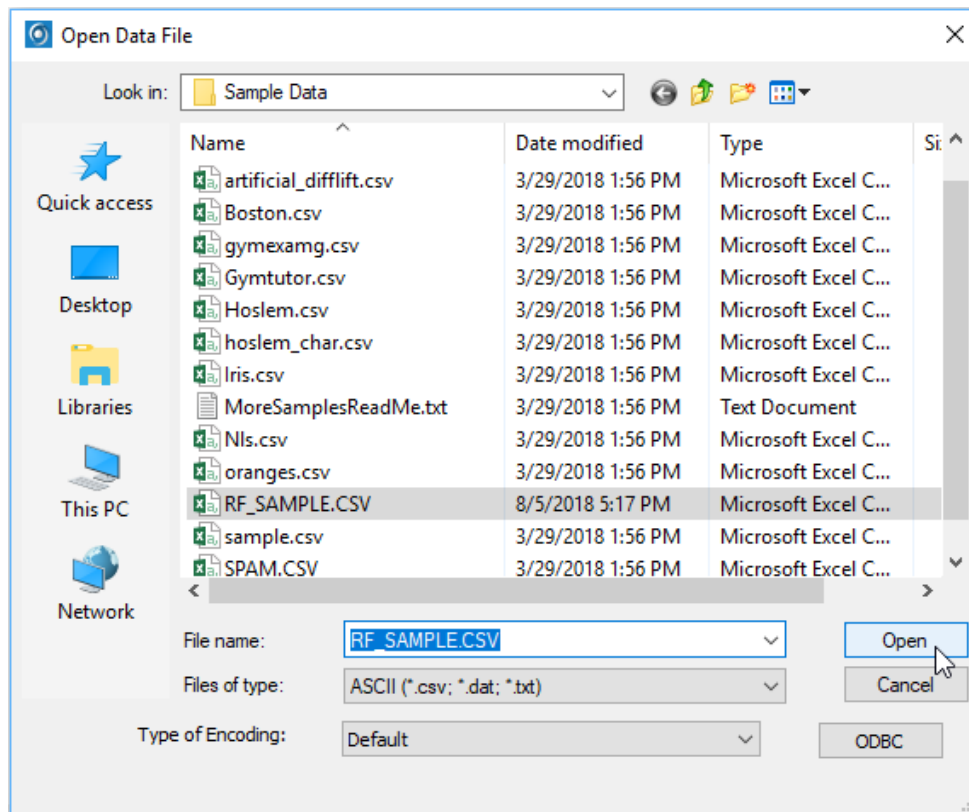 Open Data File
Look in: Sample Data
Name Date modified Type Si:
artificial_difflift.csv 3/29/2018 1:56 PM Microsoft Excel C...
Boston.csv 3/29/2018 1:56 PM Microsoft Excel C...
gymexamg.csv 3/29/2018 1:56 PM Microsoft Excel C...
Gymtutor.csv 3/29/2018 1:56 PM Microsoft Excel C...
Hoslem.csv 3/29/2018 1:56 PM Microsoft Excel C...
hoslem_char.csv 3/29/2018 1:56 PM Microsoft Excel C...
Iris.csv 3/29/2018 1:56 PM Microsoft Excel C...
MoreSamplesReadMe.txt 3/29/2018 1:56 PM Text Document
Nls.csv 3/29/2018 1:56 PM Microsoft Excel C...
oranges.csv 3/29/2018 1:56 PM Microsoft Excel C...
RF_SAMPLE.CSV 8/5/2018 5:17 PM Microsoft Excel C...
sample.csv 3/29/2018 1:56 PM Microsoft Excel C...
SPAM.CSV 3/29/2018 1:56 PM Microsoft Excel C...
Quick access
Desktop
Libraries
This PC
Network
File name: RF_SAMPLE.CSV Open
Files of type: ASCII (*.csv; *.dat; *.txt) Cancel
Type of Encoding: Default ODBC